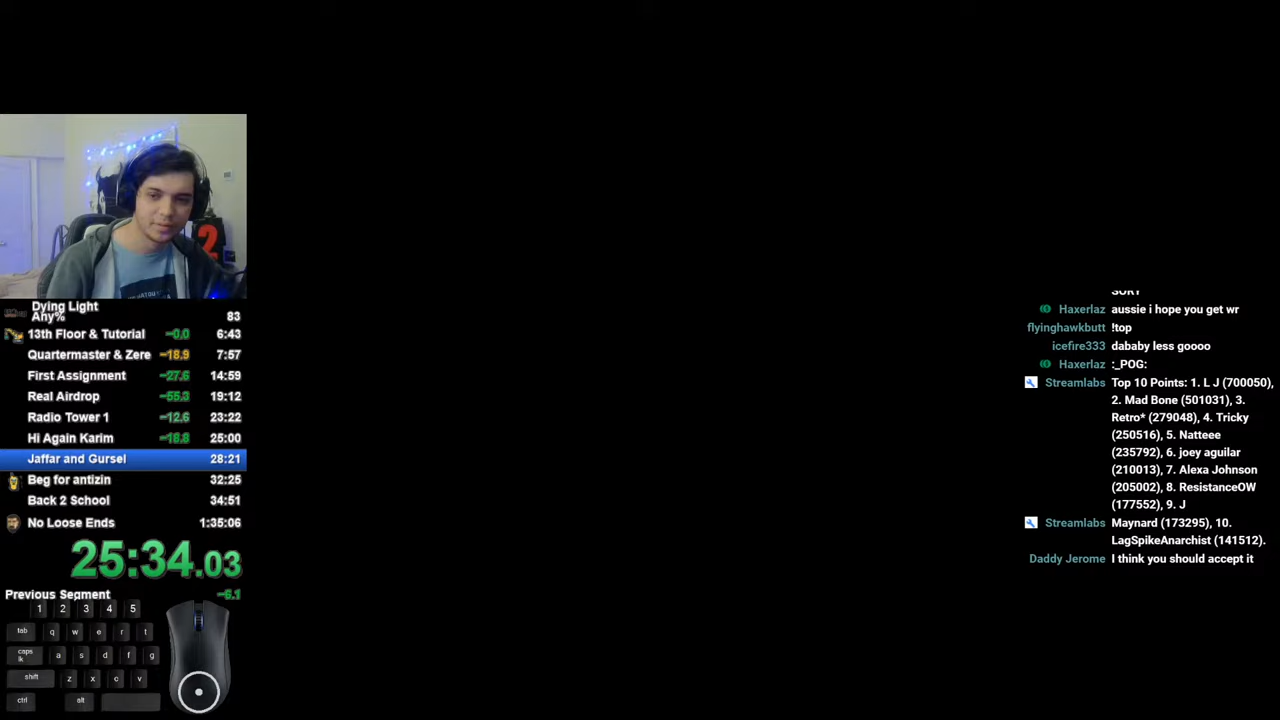 Dying Light
Any% 83
13th Floor & Tutorial -0.0 6:43
Quartermaster & Zere -18.9 7:57
First Assignment -27.6 14:59
Real Airdrop -55.3 19:12
Radio Tower 1 -12.6 23:22
Hi Again Karim -18.8 25:00
Jaffar and Gursel 28:21
Beg for antizin 32:25
Back 2 School 34:51
No Loose Ends 1:35:06
25:34.03
Previous Segment -6.1
1 2 3 4 5
tab q w e r t
caps
lk a s d f g
shift z x c v
ctrl alt
2
SORY
Haxerlaz aussie i hope you get wr
flyinghawkbutt !top
icefire333 dababy less goooo
Haxerlaz :_POG:
Streamlabs Top 10 Points: 1. L J (700050),
2. Mad Bone (501031), 3.
Retro* (279048), 4. Tricky
(250516), 5. Natteee
(235792), 6. joey aguilar
(210013), 7. Alexa Johnson
(205002), 8. ResistanceOW
(177552), 9. J
Streamlabs Maynard (173295), 10.
LagSpikeAnarchist (141512).
Daddy Jerome I think you should accept it